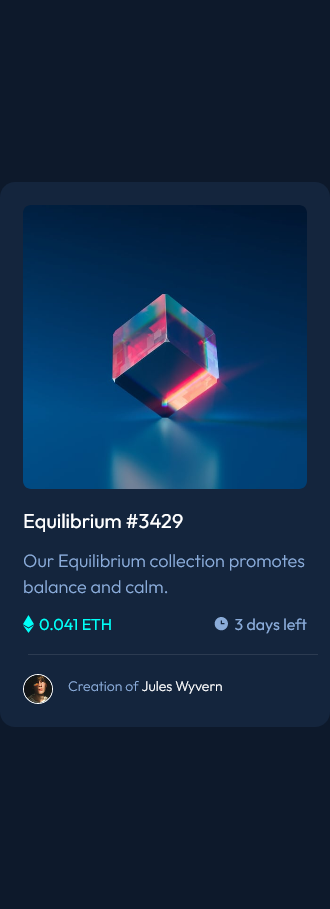 Equilibrium #3429
Our Equilibrium collection promotes
balance and calm.
0.041 ETH
3 days left
Creation of Jules Wyvern